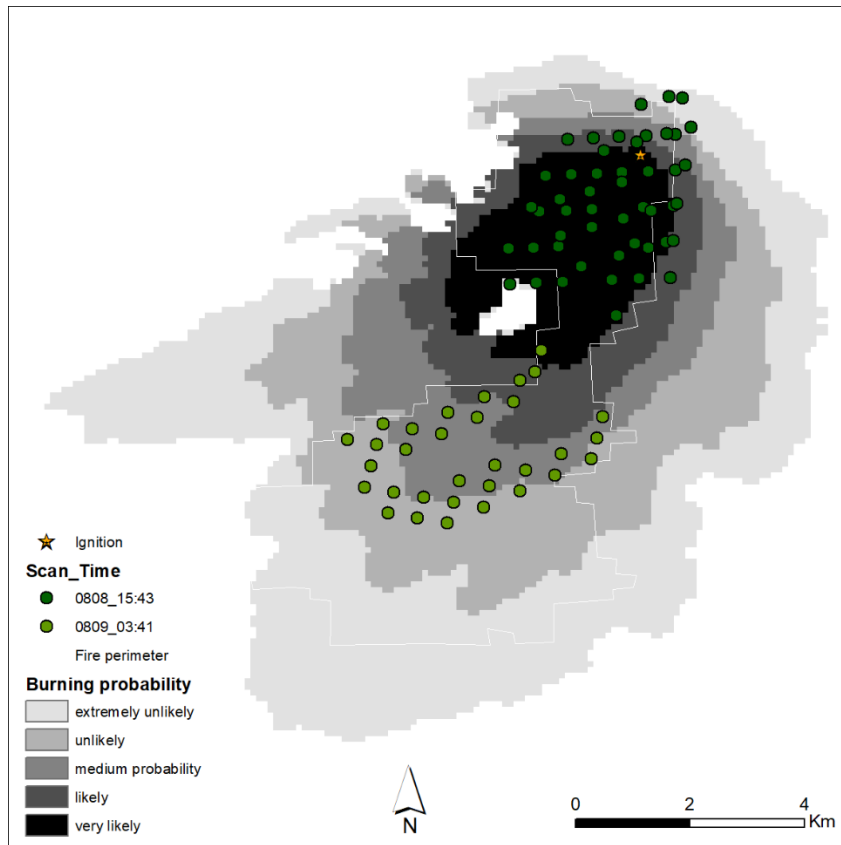 Ignition
Scan_Time
0808_15:43
0809_03:41
Fire perimeter
Burning probability
extremely unlikely
unlikely
medium probability
likely
very likely
N
0 2 4
Km